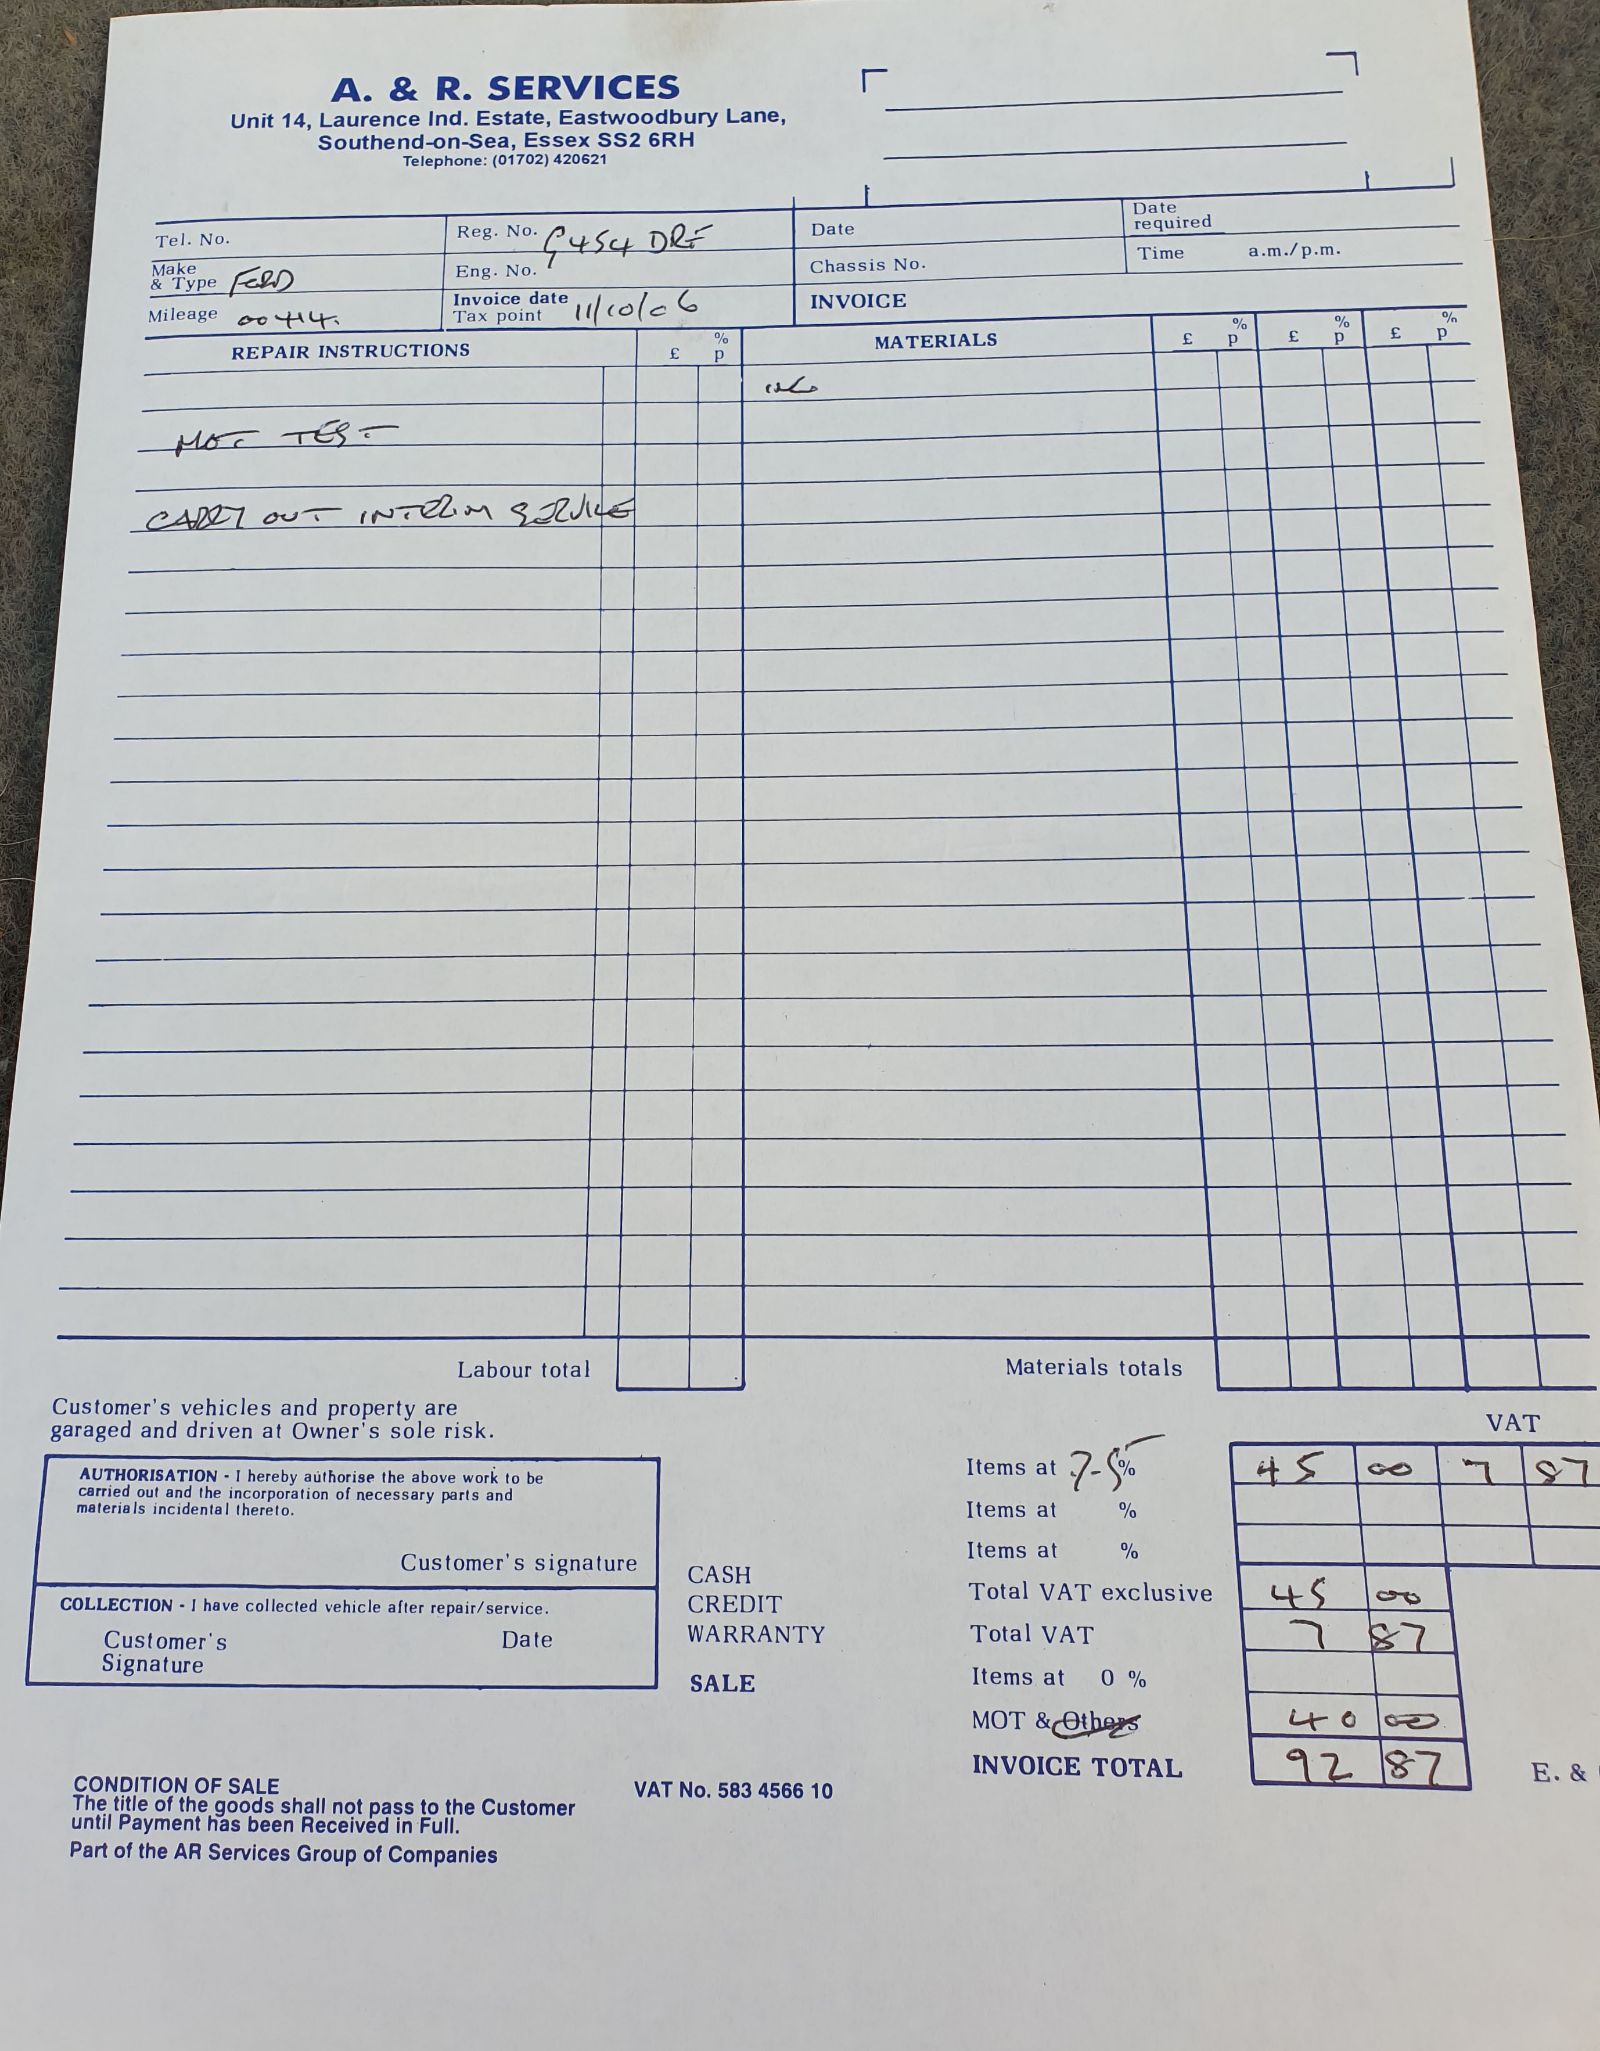 A. & R. SERVICES
Unit 14, Laurence Ind. Estate, Eastwoodbury Lane,
Southend-on-Sea, Essex SS2 6RH
Telephone: (01702) 420621
Tel. No.
Reg. No. G454 DRF
Date
Date required
Make & Type FORD
Eng. No.
Chassis No.
Time a.m./p.m.
Mileage 00414.
Invoice date Tax point 11/10/06
INVOICE
REPAIR INSTRUCTIONS £ % p MATERIALS £ % p £ % p £ % p
INC
MOT TEST
CARRY OUT INTERIM SERVICE
Labour total
Materials totals
Customer's vehicles and property are
garaged and driven at Owner's sole risk.
AUTHORISATION - I hereby authorise the above work to be
carried out and the incorporation of necessary parts and
materials incidental thereto.
Customer's signature
COLLECTION - I have collected vehicle after repair/service.
Customer's Signature
Date
CASH
CREDIT
WARRANTY
SALE
VAT
Items at % 45 00 7 87
Items at %
Items at %
Total VAT exclusive 45 00
Total VAT 7 87
Items at 0 %
MOT & Others 40 00
INVOICE TOTAL 92 87
E. &
CONDITION OF SALE
The title of the goods shall not pass to the Customer
until Payment has been Received in Full.
Part of the AR Services Group of Companies
VAT No. 583 4566 10